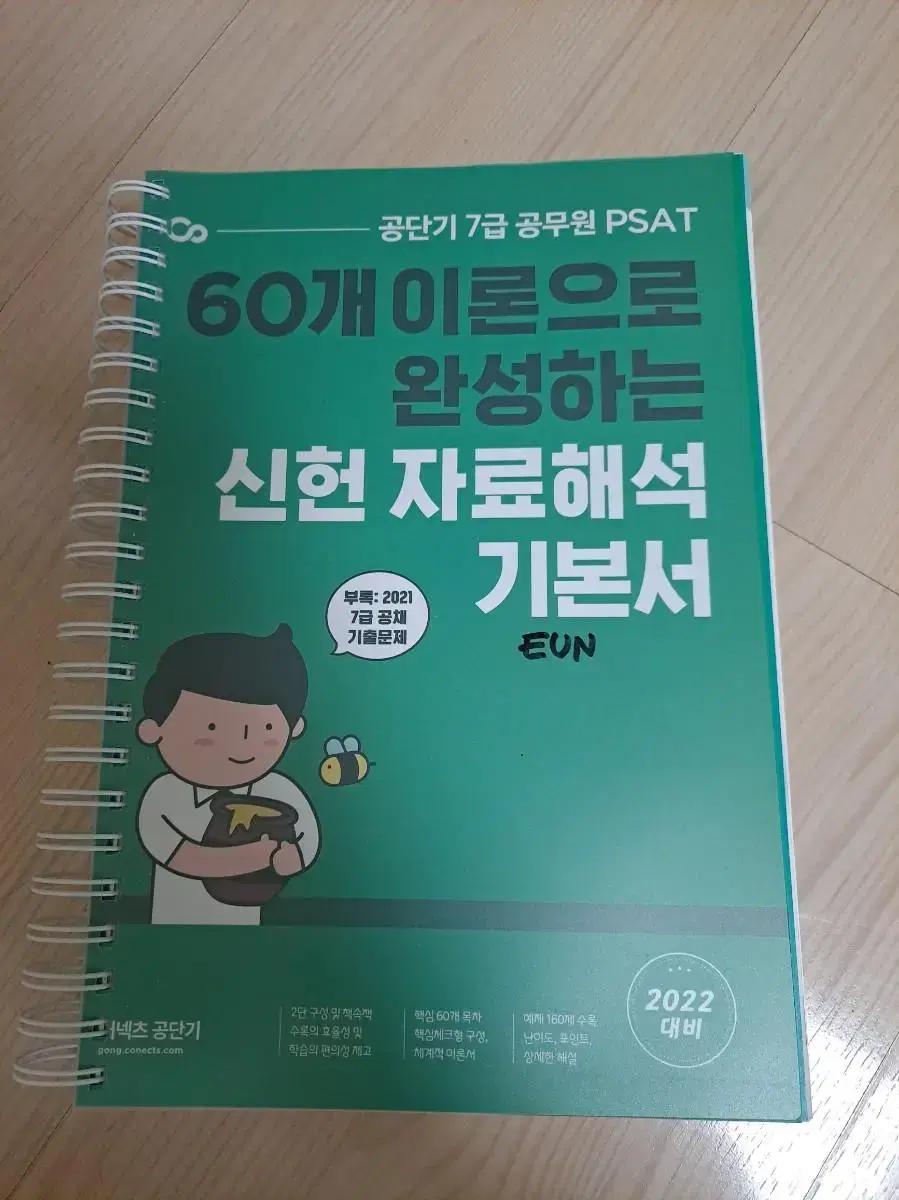 공단기 7급 공무원 PSAT
60개 이론으로
완성하는
신헌 자료해석
기본서
EUN
부록: 2021
7급 공채
기출문제
2022
대비
커넥츠 공단기
gong.conects.com
2단 구성 및 책속책
수록의 효율성 및
학습의 편의성 제고
핵심 60개 목차
핵심체크형 구성,
체계적 이론서
예제 160제 수록
난이도, 포인트,
상세한 해설